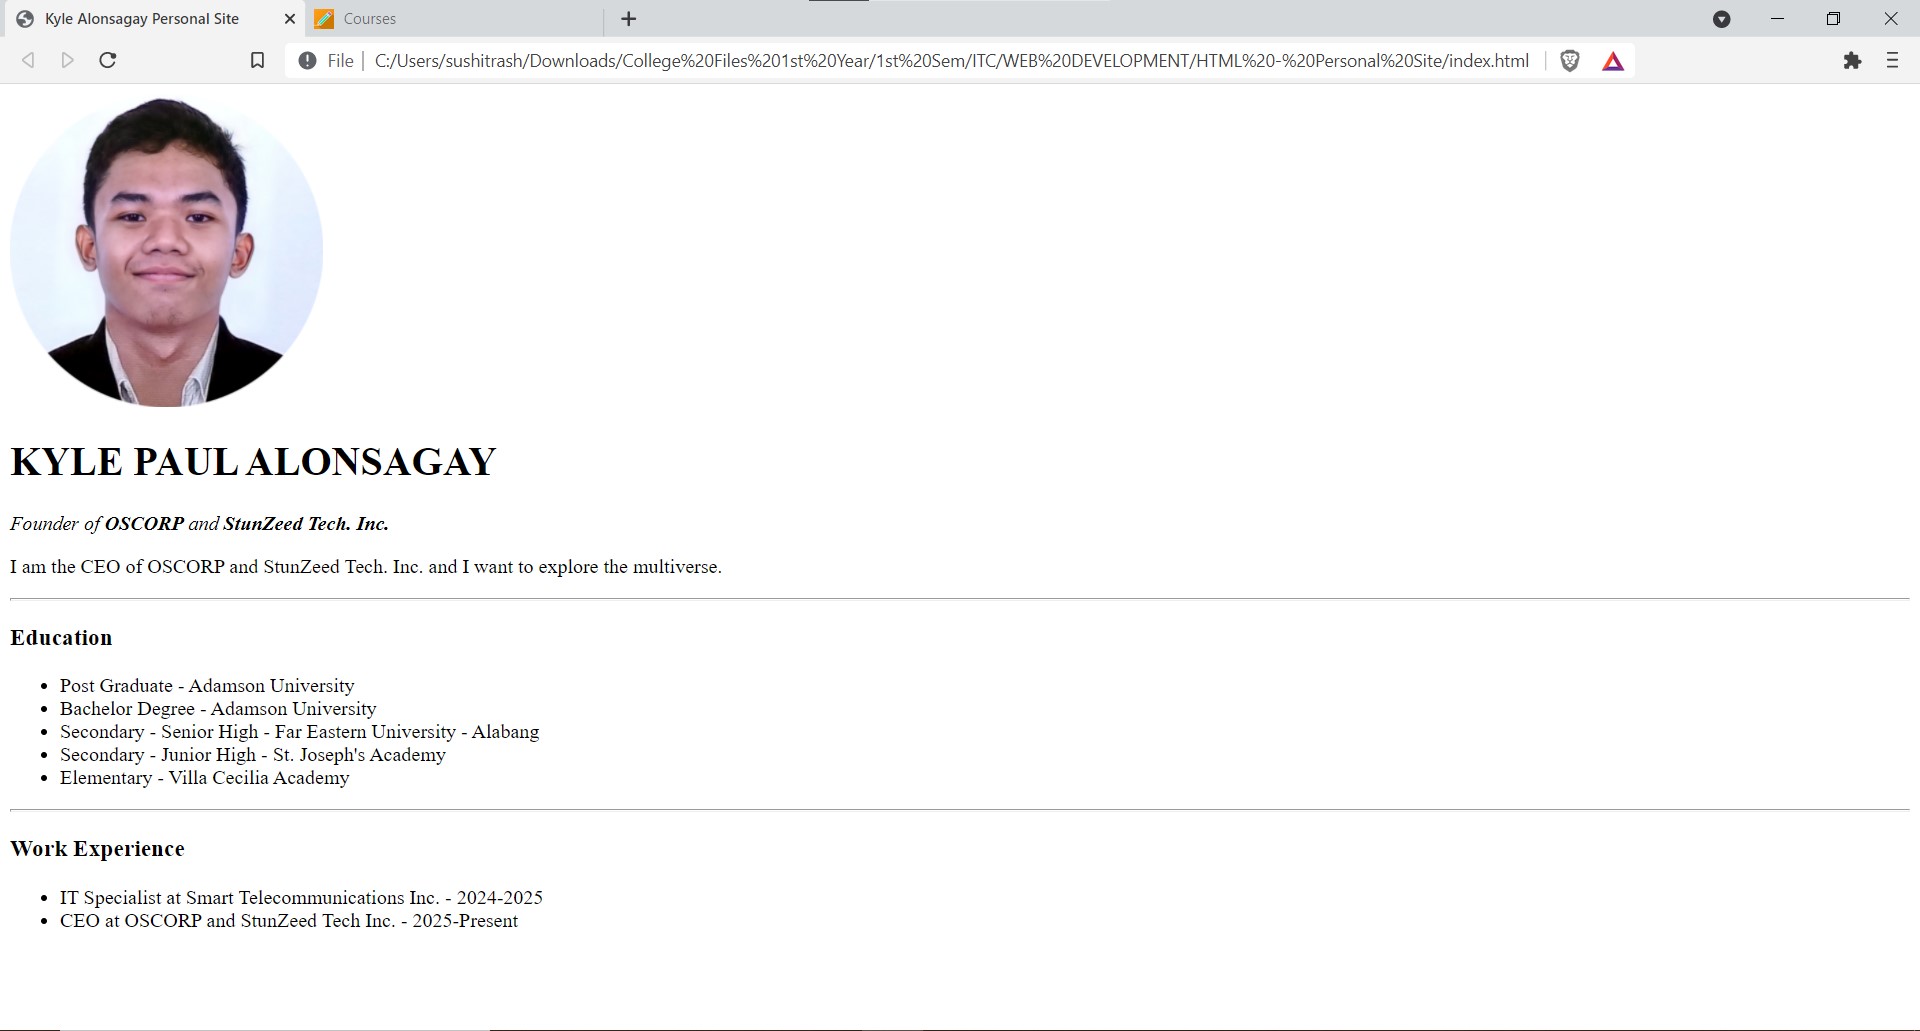 Kyle Alonsagay Personal Site
Courses
File
C:/Users/sushitrash/Downloads/College%20Files%201st%20Year/1st%20Sem/ITC/WEB%20DEVELOPMENT/HTML%20-%20Personal%20Site/index.html
KYLE PAUL ALONSAGAY
Founder of OSCORP and StunZeed Tech. Inc.
I am the CEO of OSCORP and StunZeed Tech. Inc. and I want to explore the multiverse.
Education
Post Graduate - Adamson University
Bachelor Degree - Adamson University
Secondary - Senior High - Far Eastern University - Alabang
Secondary - Junior High - St. Joseph's Academy
Elementary - Villa Cecilia Academy
Work Experience
IT Specialist at Smart Telecommunications Inc. - 2024-2025
CEO at OSCORP and StunZeed Tech Inc. - 2025-Present